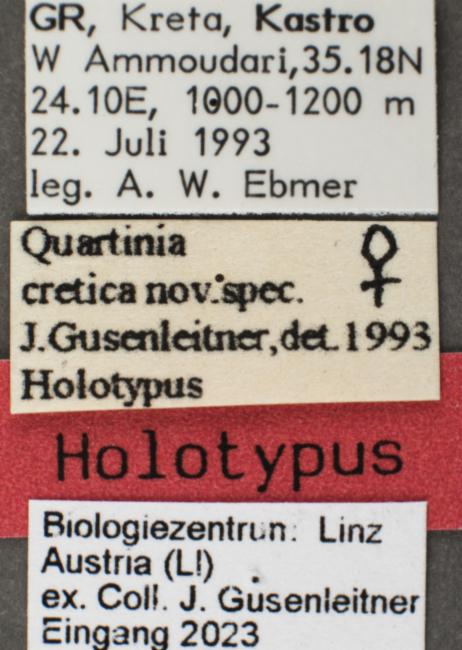 GR, Kreta, Kastro
W Ammoudari,35.18N
24.10E, 1000-1200 m
22. Juli 1993
leg. A. W. Ebmer
Quartinia ♀
cretica nov.spec.
J.Gusenleitner,det.1993
Holotypus
Holotypus
Biologiezentrum: Linz
Austria (LI)
ex. Coll. J. Gusenleitner
Eingang 2023